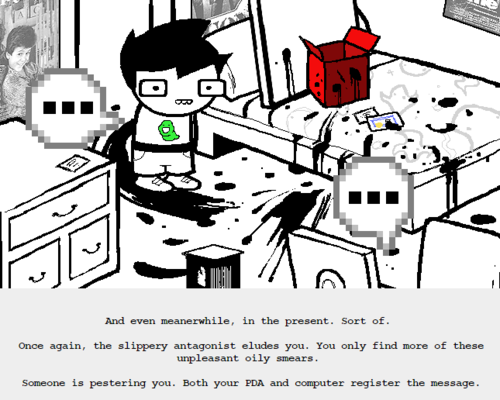 ...
...
And even meanerwhile, in the present. Sort of.
Once again, the slippery antagonist eludes you. You only find more of these
unpleasant oily smears.
Someone is pestering you. Both your PDA and computer register the message.